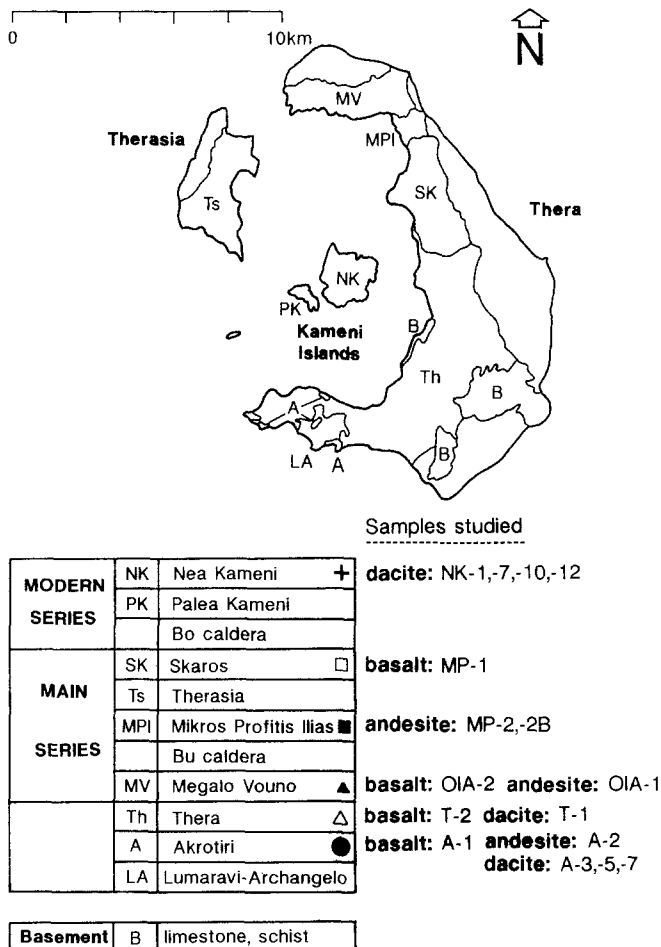 0 10km
N
MV
Therasia
MPI
Ts
SK
Thera
NK
PK
B
Kameni
Islands
Th
B
A
B
LA A
Samples studied
MODERN SERIES
NK Nea Kameni + dacite: NK-1,-7,-10,-12
PK Palea Kameni
Bo caldera
MAIN SERIES
SK Skaros □ basalt: MP-1
Ts Therasia
MPI Mikros Profitis Ilias ■ andesite: MP-2,-2B
Bu caldera
MV Megalo Vouno ▲ basalt: OIA-2 andesite: OIA-1
Th Thera △ basalt: T-2 dacite: T-1
A Akrotiri ● basalt: A-1 andesite: A-2
dacite: A-3,-5,-7
LA Lumaravi-Archangelo
Basement B limestone, schist